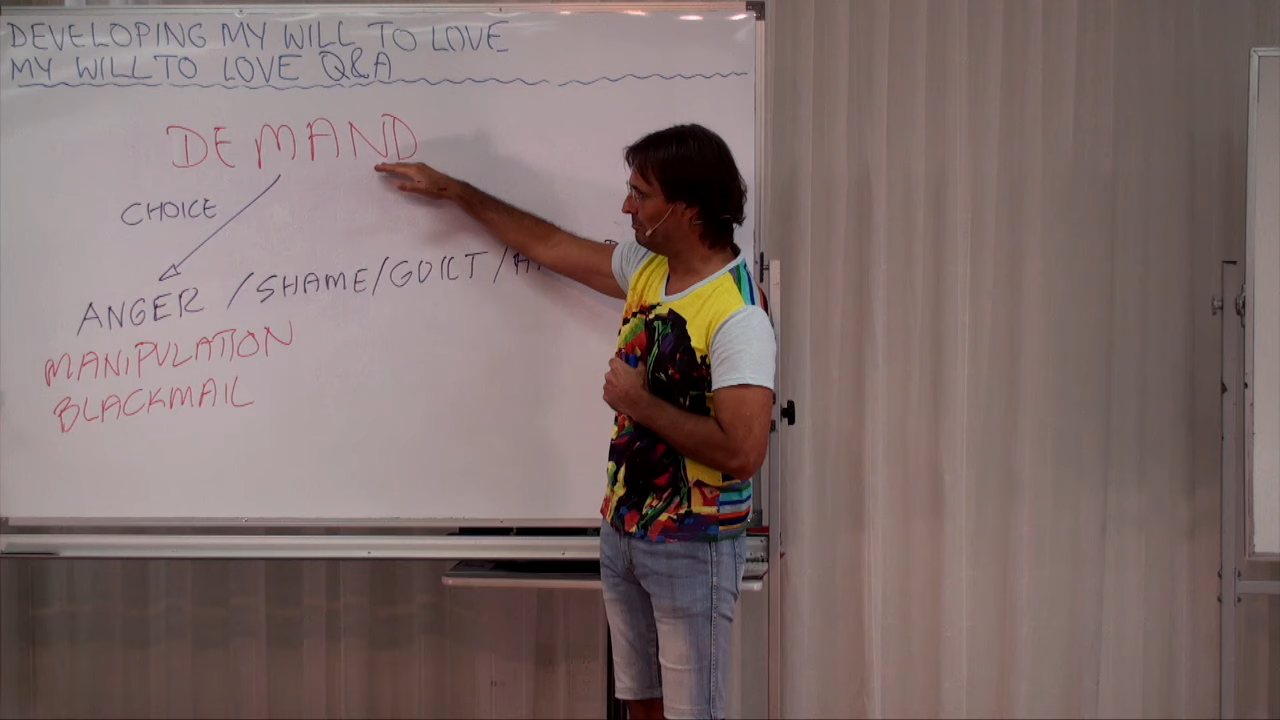 DEVELOPING MY WILL TO LOVE
MY WILL TO LOVE Q&A
DEMAND
CHOICE
ANGER /SHAME/GUILT/
MANIPULATION
BLACKMAIL